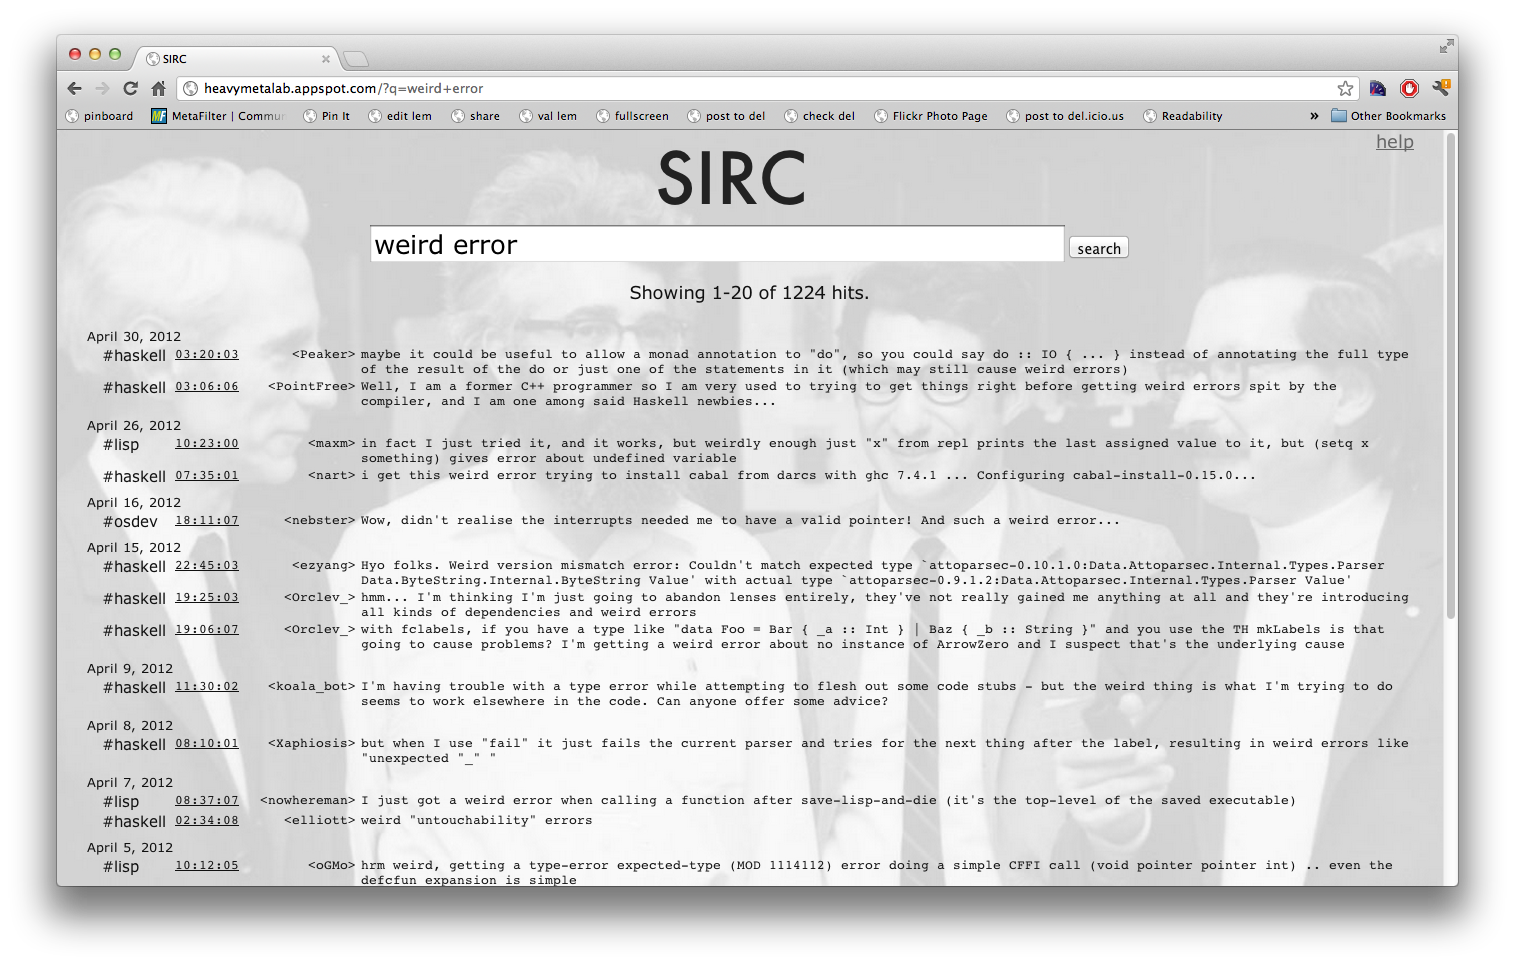 SIRC
heavymetalab.appspot.com/?q=weird+error
pinboard MetaFilter | Commun Pin It edit lem share val lem fullscreen post to del check del Flickr Photo Page post to del.icio.us Readability » Other Bookmarks
help
SIRC
weird error search
Showing 1-20 of 1224 hits.
April 30, 2012
#haskell 03:20:03 <Peaker> maybe it could be useful to allow a monad annotation to "do", so you could say do :: IO { ... } instead of annotating the full type
of the result of the do or just one of the statements in it (which may still cause weird errors)
#haskell 03:06:06 <PointFree> Well, I am a former C++ programmer so I am very used to trying to get things right before getting weird errors spit by the
compiler, and I am one among said Haskell newbies...
April 26, 2012
#lisp 10:23:00 <maxm> in fact I just tried it, and it works, but weirdly enough just "x" from repl prints the last assigned value to it, but (setq x
something) gives error about undefined variable
#haskell 07:35:01 <nart> i get this weird error trying to install cabal from darcs with ghc 7.4.1 ... Configuring cabal-install-0.15.0...
April 16, 2012
#osdev 18:11:07 <nebster> Wow, didn't realise the interrupts needed me to have a valid pointer! And such a weird error...
April 15, 2012
#haskell 22:45:03 <ezyang> Hyo folks. Weird version mismatch error: Couldn't match expected type `attoparsec-0.10.1.0:Data.Attoparsec.Internal.Types.Parser
Data.ByteString.Internal.ByteString Value' with actual type `attoparsec-0.9.1.2:Data.Attoparsec.Internal.Types.Parser Value'
#haskell 19:25:03 <Orclev_> hmm... I'm thinking I'm just going to abandon lenses entirely, they've not really gained me anything at all and they're introducing
all kinds of dependencies and weird errors
#haskell 19:06:07 <Orclev_> with fclabels, if you have a type like "data Foo = Bar { _a :: Int } | Baz { _b :: String }" and you use the TH mkLabels is that
going to cause problems? I'm getting a weird error about no instance of ArrowZero and I suspect that's the underlying cause
April 9, 2012
#haskell 11:30:02 <koala_bot> I'm having trouble with a type error while attempting to flesh out some code stubs - but the weird thing is what I'm trying to do
seems to work elsewhere in the code. Can anyone offer some advice?
April 8, 2012
#haskell 08:10:01 <Xaphiosis> but when I use "fail" it just fails the current parser and tries for the next thing after the label, resulting in weird errors like
"unexpected "_" "
April 7, 2012
#lisp 08:37:07 <nowhereman> I just got a weird error when calling a function after save-lisp-and-die (it's the top-level of the saved executable)
#haskell 02:34:08 <elliott> weird "untouchability" errors
April 5, 2012
#lisp 10:12:05 <oGMo> hrm weird, getting a type-error expected-type (MOD 1114112) error doing a simple CFFI call (void pointer pointer int) .. even the
defcfun expansion is simple